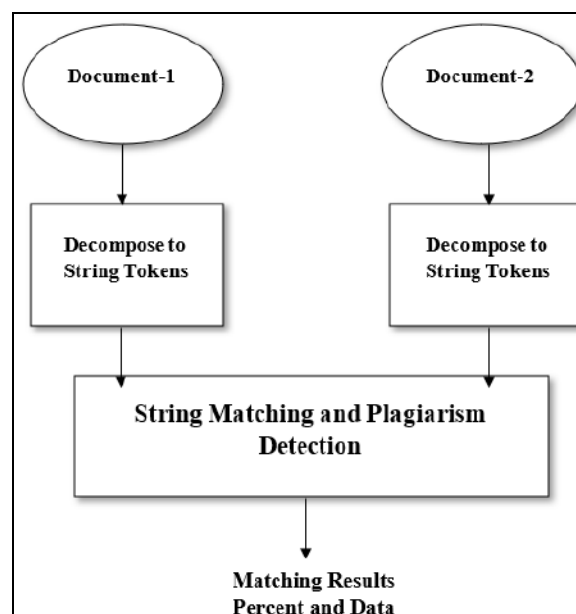 Document-1
Document-2
Decompose to
String Tokens
Decompose to
String Tokens
String Matching and Plagiarism
Detection
Matching Results
Percent and Data